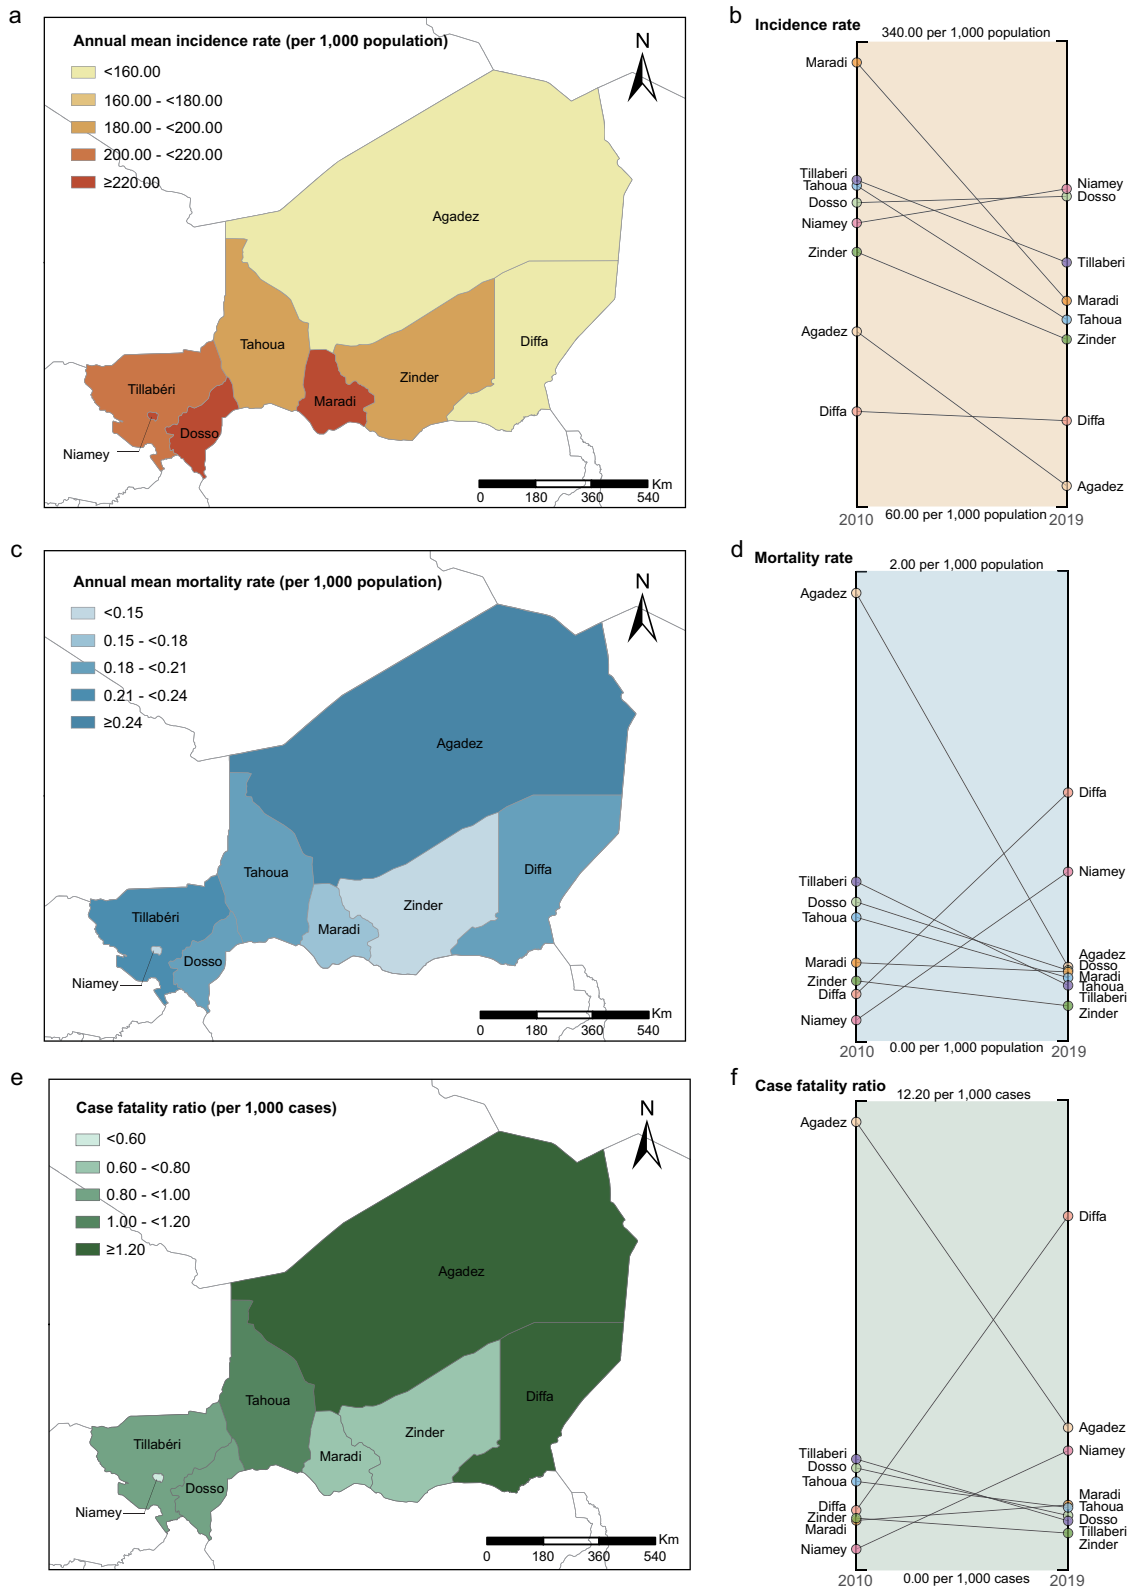 a
Annual mean incidence rate (per 1,000 population)
<160.00
160.00 - <180.00
180.00 - <200.00
200.00 - <220.00
≥220.00
N
Agadez
Tahoua
Diffa
Zinder
Tillabéri
Maradi
Dosso
Niamey
Km
0 180 360 540
b
Incidence rate
340.00 per 1,000 population
Maradi
Tillaberi
Tahoua
Dosso
Niamey
Zinder
Agadez
Diffa
Niamey
Dosso
Tillaberi
Maradi
Tahoua
Zinder
Diffa
Agadez
60.00 per 1,000 population
2010 2019
c
Annual mean mortality rate (per 1,000 population)
<0.15
0.15 - <0.18
0.18 - <0.21
0.21 - <0.24
≥0.24
N
Agadez
Tahoua
Diffa
Zinder
Tillabéri
Maradi
Dosso
Niamey
Km
0 180 360 540
d
Mortality rate
2.00 per 1,000 population
Agadez
Tillaberi
Dosso
Tahoua
Maradi
Zinder
Diffa
Niamey
Diffa
Niamey
Agadez
Dosso
Maradi
Tahoua
Tillaberi
Zinder
0.00 per 1,000 population
2010 2019
e
Case fatality ratio (per 1,000 cases)
<0.60
0.60 - <0.80
0.80 - <1.00
1.00 - <1.20
≥1.20
N
Agadez
Tahoua
Diffa
Zinder
Tillabéri
Maradi
Dosso
Niamey
Km
0 180 360 540
f
Case fatality ratio
12.20 per 1,000 cases
Agadez
Tillaberi
Dosso
Tahoua
Diffa
Zinder
Maradi
Niamey
Diffa
Agadez
Niamey
Maradi
Tahoua
Dosso
Tillaberi
Zinder
0.00 per 1,000 cases
2010 2019